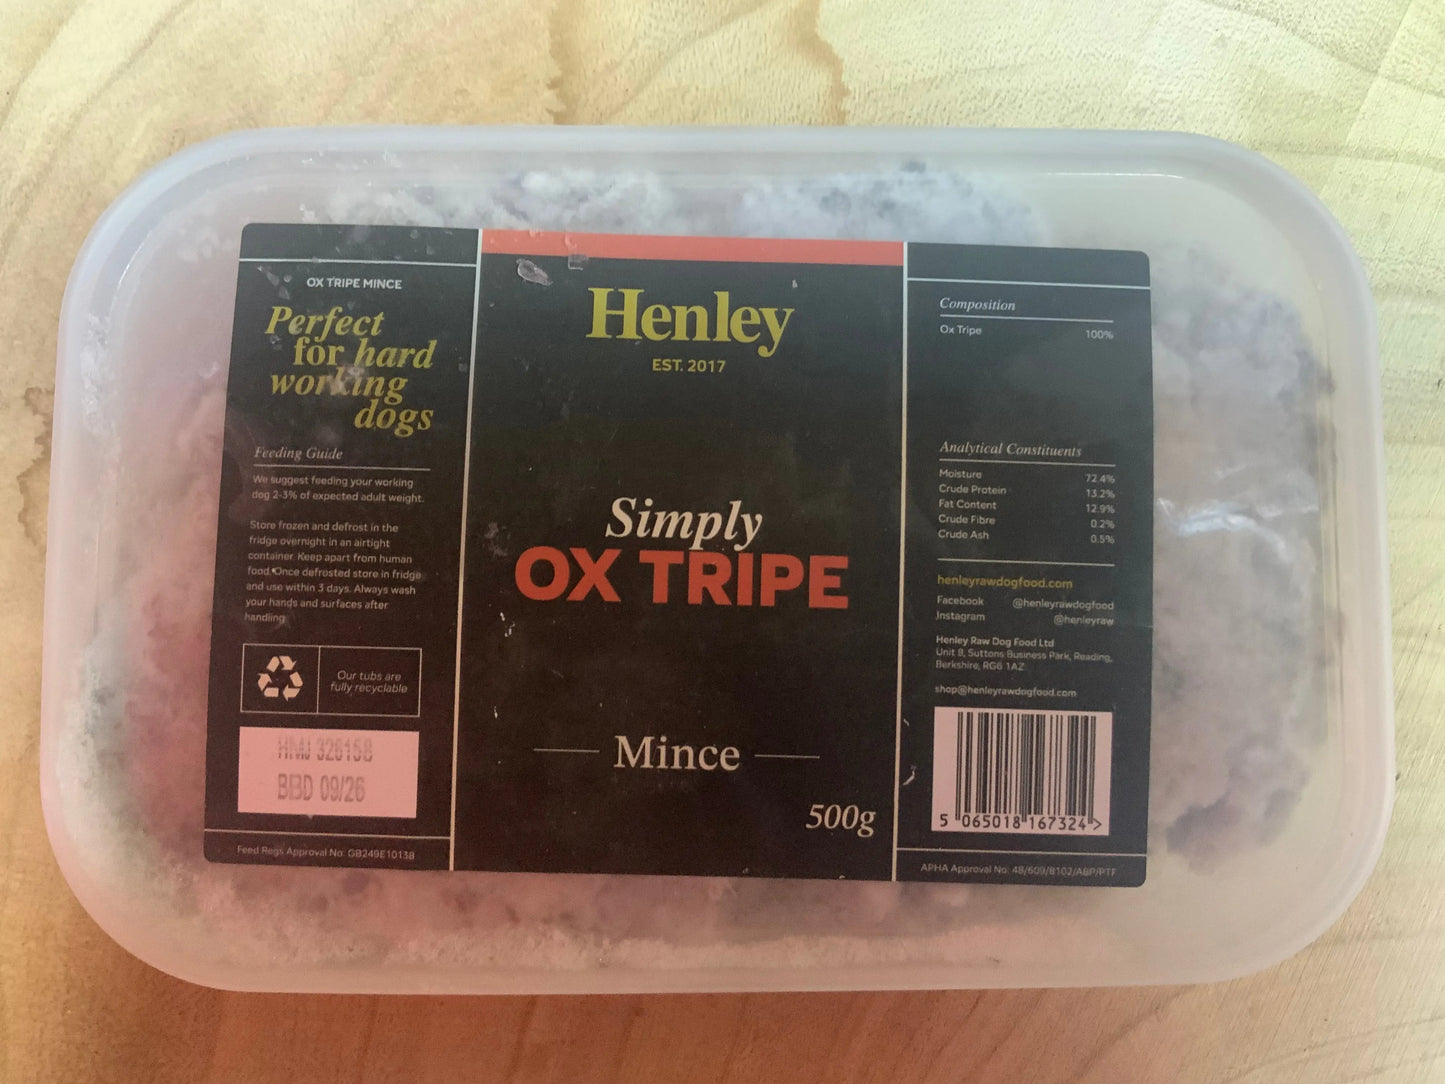 OX TRIPE MINCE
Perfect
for hard
working
dogs
Feeding Guide
We suggest feeding your working
dog 2-3% of expected adult weight.
Store frozen and defrost in the
fridge overnight in an airtight
container. Keep apart from human
food. Once defrosted store in fridge
and use within 3 days. Always wash
your hands and surfaces after
handling
Our tubs are
fully recyclable
HMJ 326158
BBD 09/26
Feed Regs Approval No: GB249E10138
Henley
EST. 2017
Simply
OX TRIPE
Mince
500g
Composition
Ox Tripe 100%
Analytical Constituents
Moisture 72.4%
Crude Protein 13.2%
Fat Content 12.9%
Crude Fibre 0.2%
Crude Ash 0.5%
henleyrawdogfood.com
Facebook @henleyrawdogfood
Instagram @henleyraw
Henley Raw Dog Food Ltd
Unit 8, Suttons Business Park, Reading,
Berkshire, RG6 1AZ
shop@henleyrawdogfood.com
5 065018 167324 >
APHA Approval No: 48/609/8102/ABP/PTF